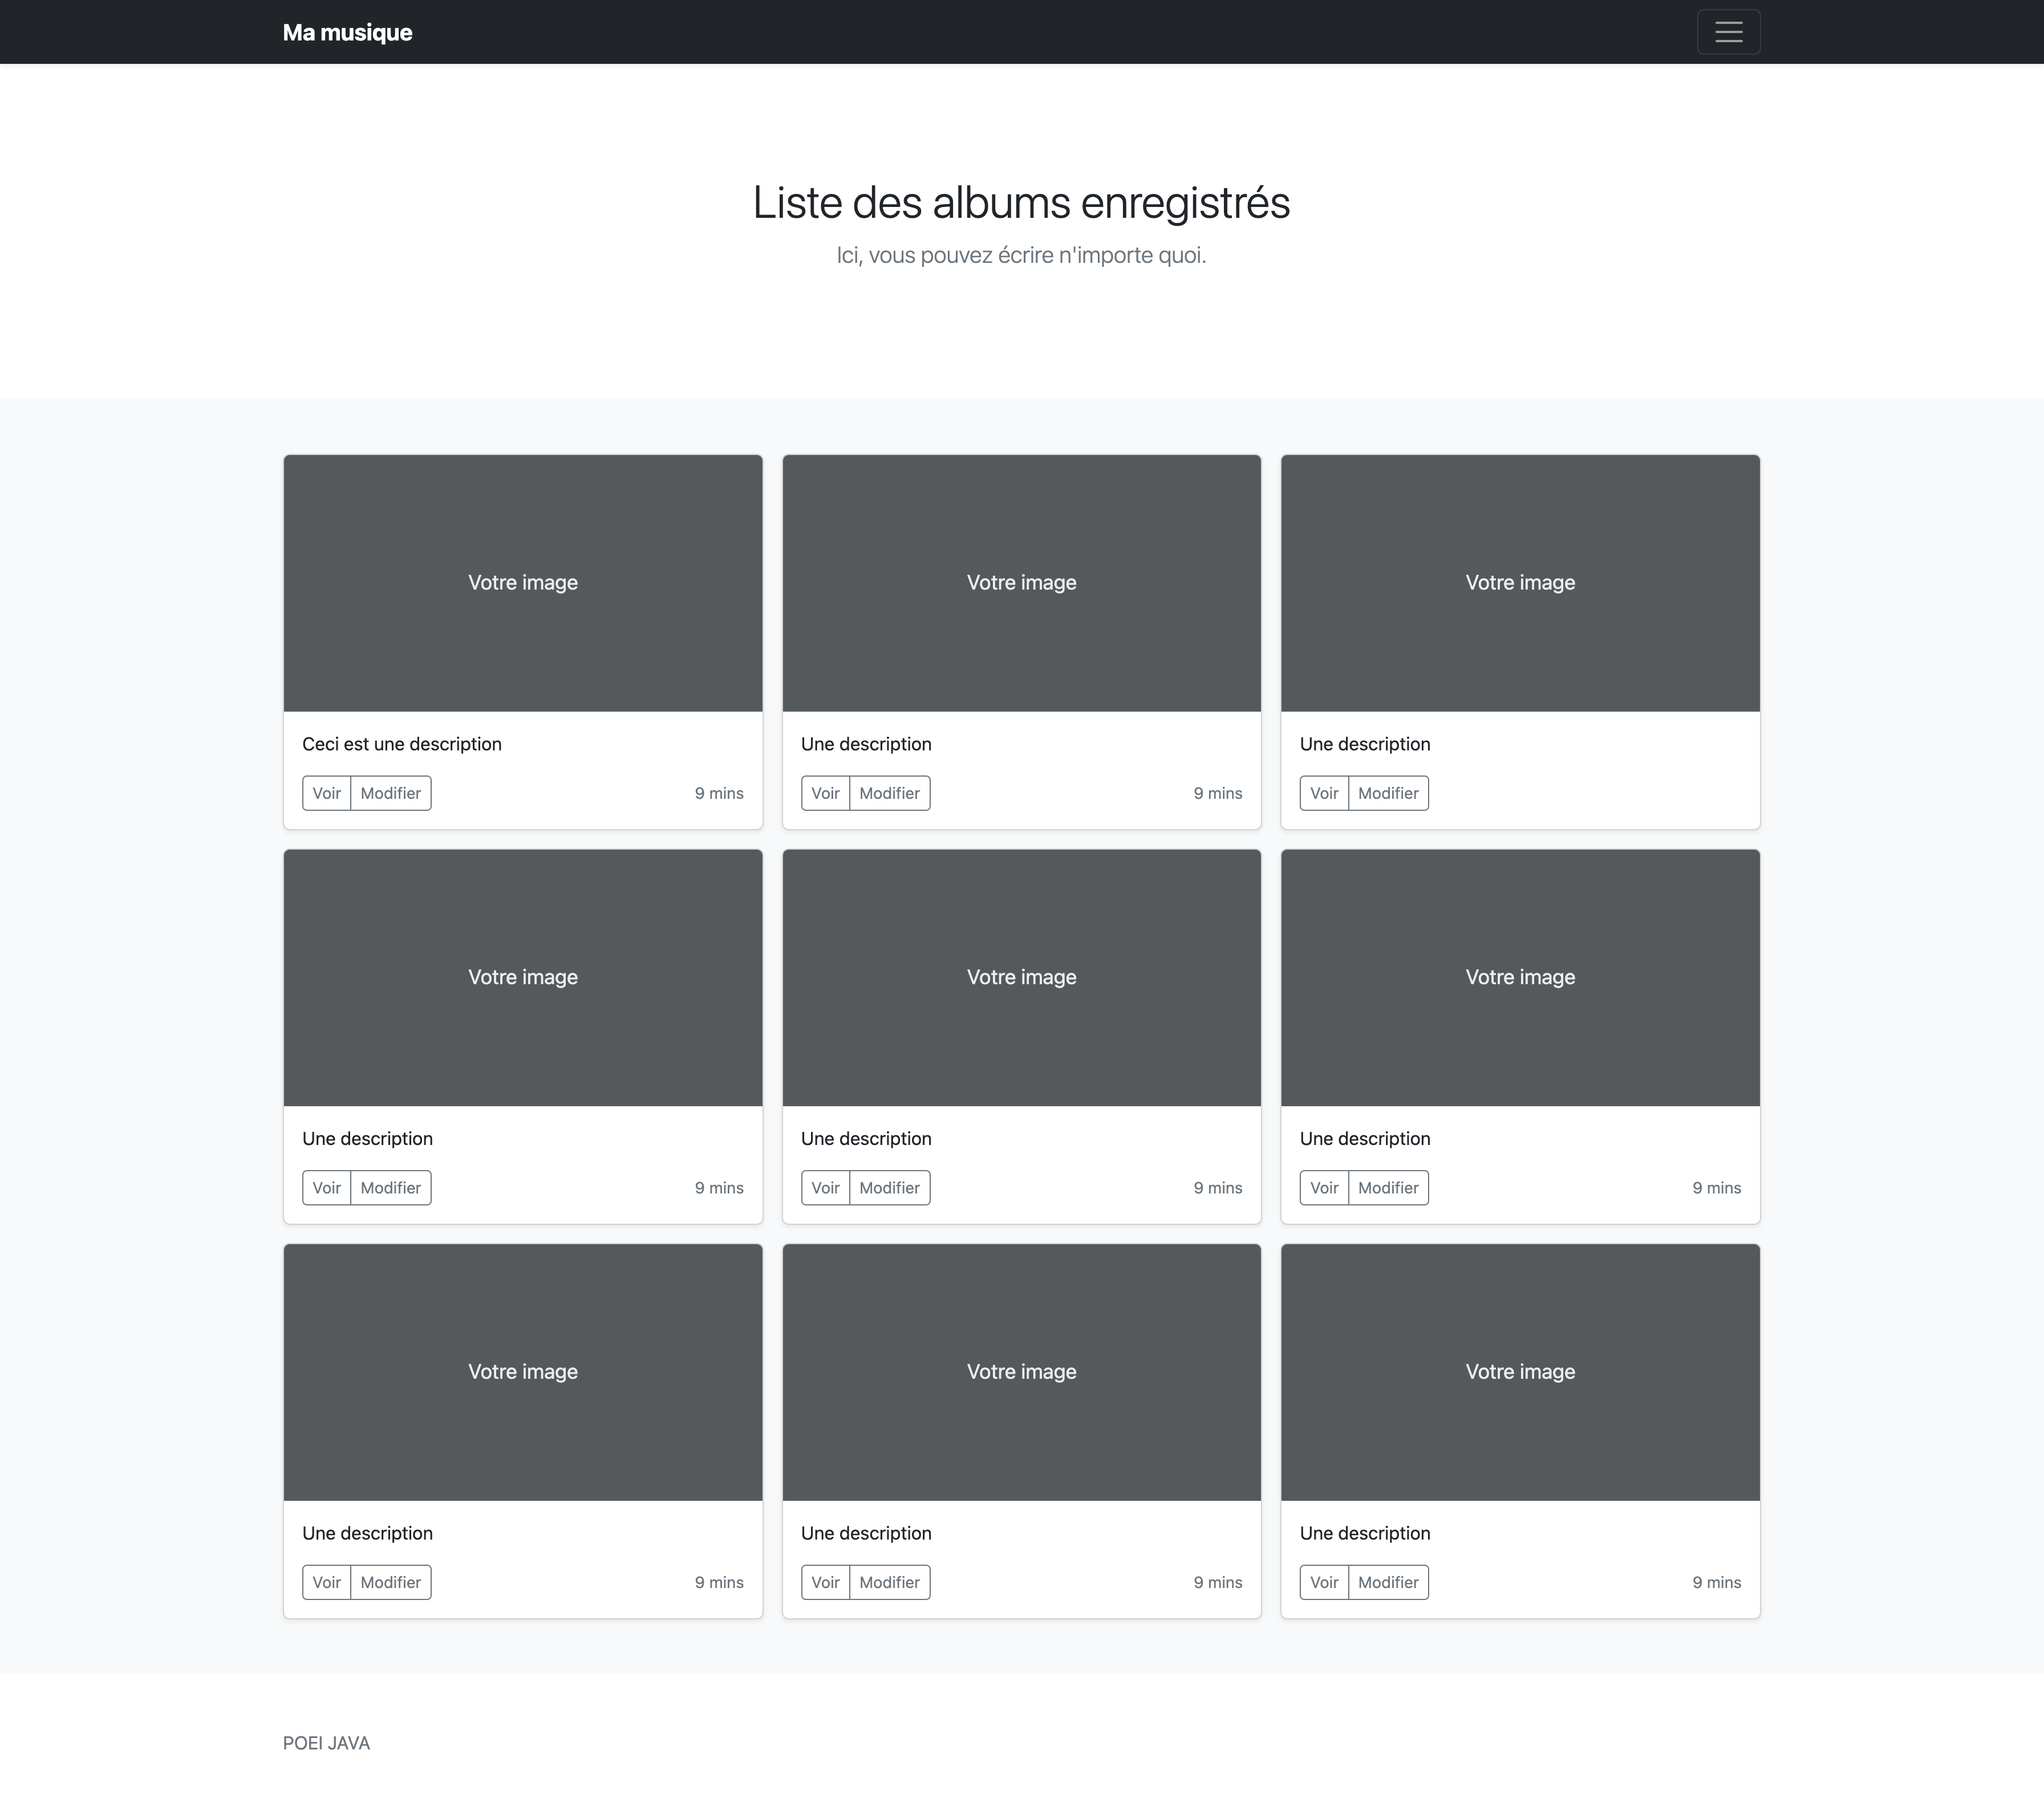 Ma musique
Liste des albums enregistrés
Ici, vous pouvez écrire n'importe quoi.
Votre image
Votre image
Votre image
Ceci est une description
Une description
Une description
Voir Modifier 9 mins
Voir Modifier 9 mins
Voir Modifier
Votre image
Votre image
Votre image
Une description
Une description
Une description
Voir Modifier 9 mins
Voir Modifier 9 mins
Voir Modifier 9 mins
Votre image
Votre image
Votre image
Une description
Une description
Une description
Voir Modifier 9 mins
Voir Modifier 9 mins
Voir Modifier 9 mins
POEI JAVA